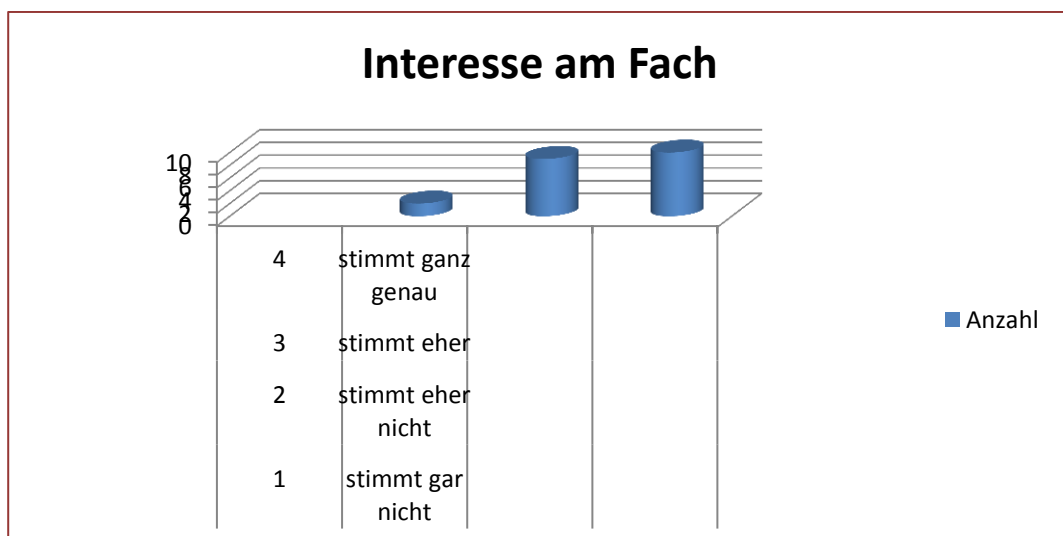 Interesse am Fach
10
8
6
4
2
0
4 stimmt ganz
genau
3 stimmt eher
2 stimmt eher
nicht
1 stimmt gar
nicht
Anzahl